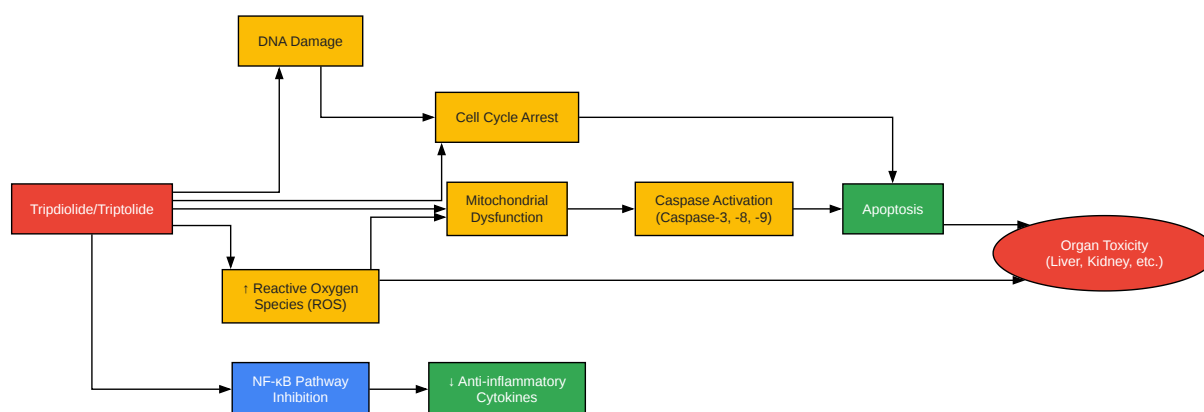 DNA Damage
Cell Cycle Arrest
Tripdiolide/Triptolide
Mitochondrial
Dysfunction
Caspase Activation
(Caspase-3, -8, -9)
Apoptosis
Organ Toxicity
(Liver, Kidney, etc.)
↑ Reactive Oxygen
Species (ROS)
NF-κB Pathway
Inhibition
↓ Anti-inflammatory
Cytokines